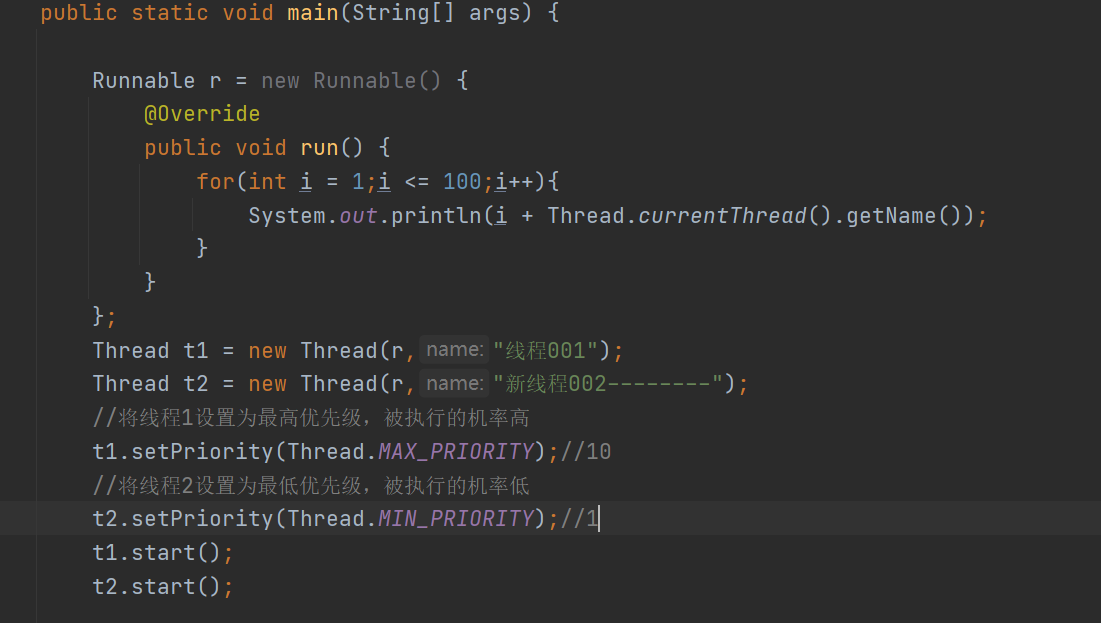 public static void main(String[] args) {
Runnable r = new Runnable() {
@Override
public void run() {
for(int i = 1;i <= 100;i++){
System.out.println(i + Thread.currentThread().getName());
}
}
};
Thread t1 = new Thread(r, name: "线程001");
Thread t2 = new Thread(r, name: "新线程002--------");
//将线程1设置为最高优先级，被执行的机率高
t1.setPriority(Thread.MAX_PRIORITY);//10
//将线程2设置为最低优先级，被执行的机率低
t2.setPriority(Thread.MIN_PRIORITY);//1
t1.start();
t2.start();